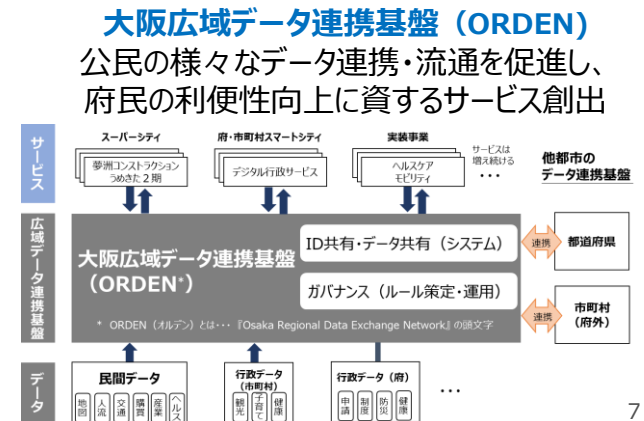 大阪広域データ連携基盤（ORDEN)
公民の様々なデータ連携・流通を促進し、
府民の利便性向上に資するサービス創出
サービス
スーパーシティ
夢洲コンストラクション
うめきた２期
府・市町村スマートシティ
デジタル行政サービス
実装事業
ヘルスケア
モビリティ
サービスは
増え続ける
・・・
他都市の
データ連携基盤
広域データ連携基盤
大阪広域データ連携基盤
（ORDEN*）
ID共有・データ共有（システム）
ガバナンス（ルール策定・運用）
* ORDEN（オルデン）とは・・・『Osaka Regional Data Exchange Network』の頭文字
連携
都道府県
連携
市町村
（府外）
データ
民間データ
地図
人流
交通
購買
産業
ヘルス
行政データ
（市町村）
観光
子育て
健康
行政データ（府）
申請
制度
防災
健康
・・・
7